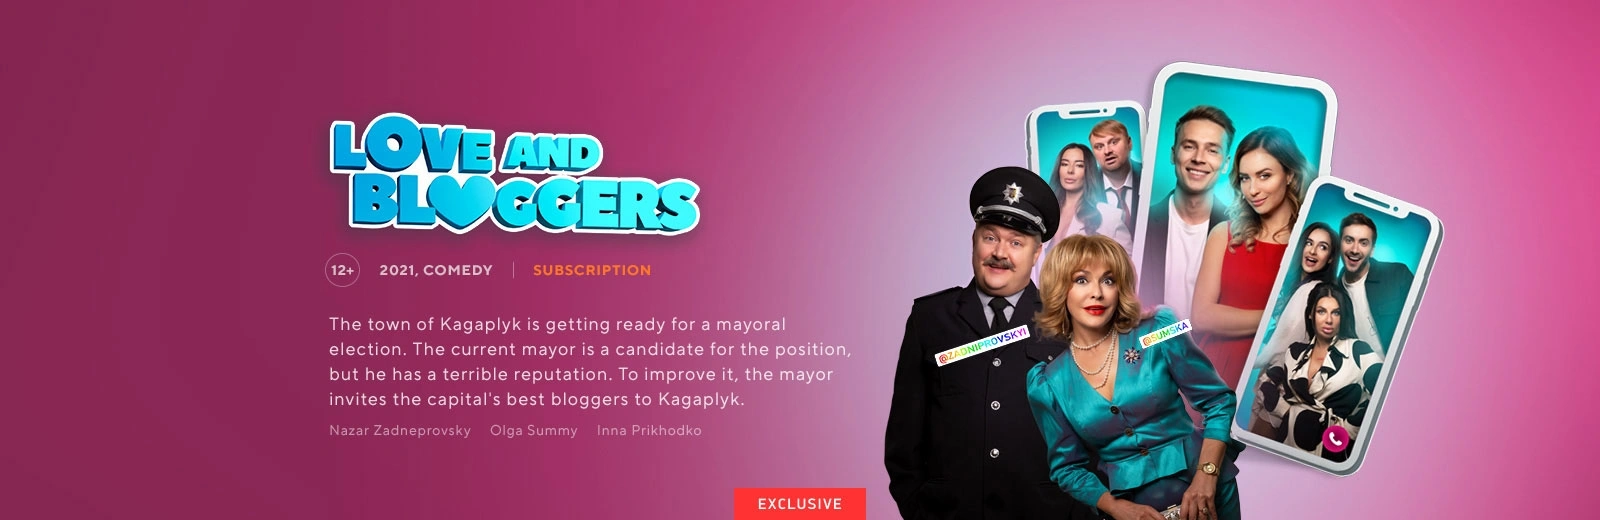 LOVE AND
BLOGGERS
12+ 2021, COMEDY SUBSCRIPTION
The town of Kagaplyk is getting ready for a mayoral
election. The current mayor is a candidate for the position,
but he has a terrible reputation. To improve it, the mayor
invites the capital's best bloggers to Kagaplyk.
Nazar Zadneprovsky Olga Summy Inna Prikhodko
@ZADNIPROVSKYI
@SUMSKA
EXCLUSIVE